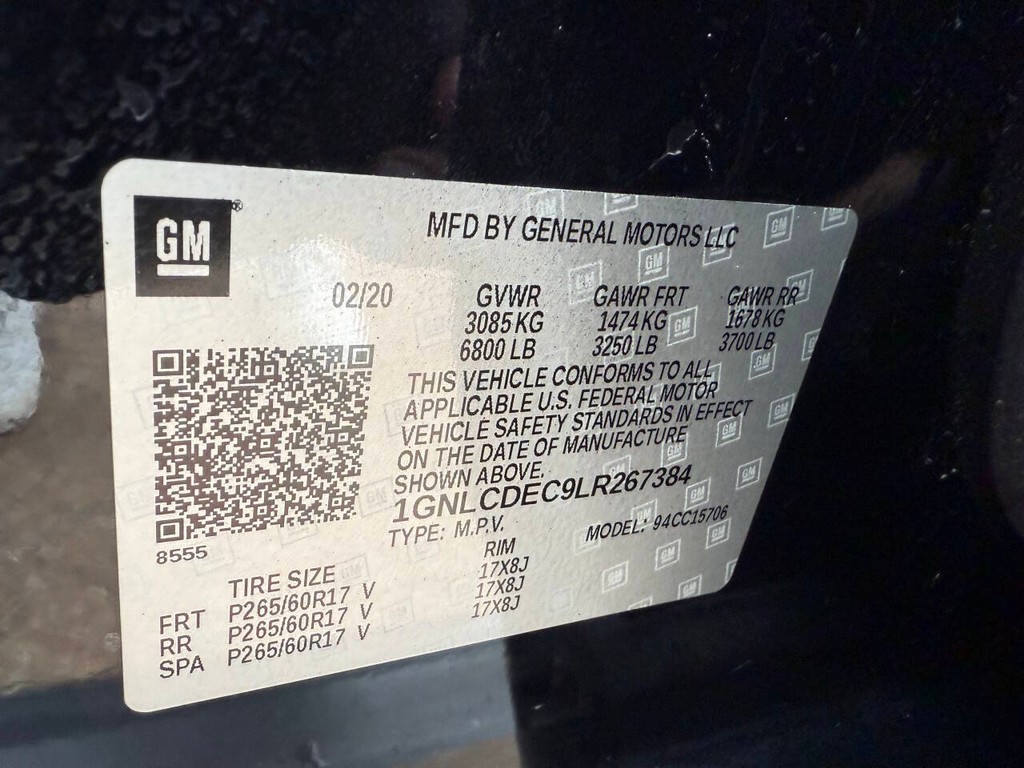 GM®
MFD BY GENERAL MOTORS LLC
02/20 GVWR GAWR FRT GAWR RR
3085 KG 1474 KG 1678 KG
6800 LB 3250 LB 3700 LB
THIS VEHICLE CONFORMS TO ALL
APPLICABLE U.S. FEDERAL MOTOR
VEHICLE SAFETY STANDARDS IN EFFECT
ON THE DATE OF MANUFACTURE
SHOWN ABOVE.
1GNLCDEC9LR267384
TYPE: M.P.V. MODEL: 94CC15706
8555
TIRE SIZE RIM
FRT P265/60R17 V 17X8J
RR P265/60R17 V 17X8J
SPA P265/60R17 V 17X8J